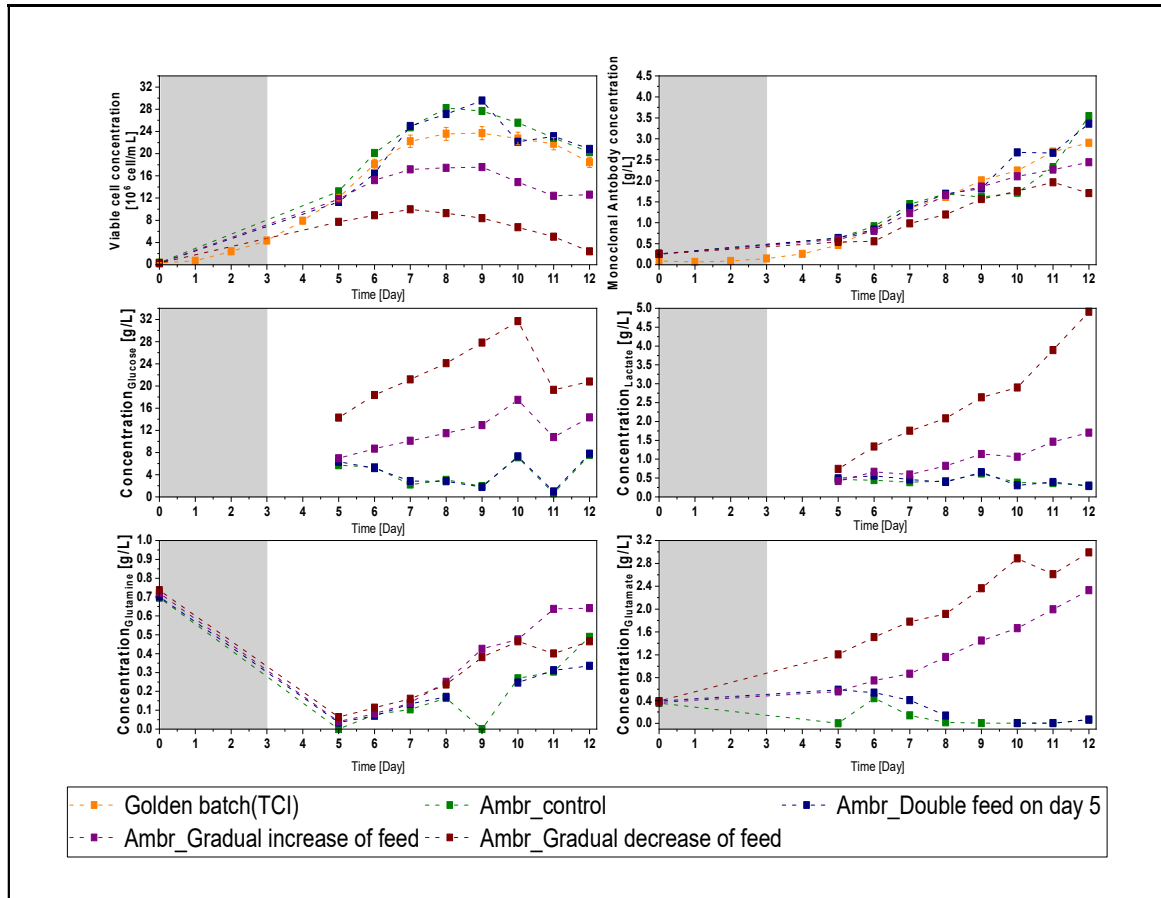 Viable cell concentration
[10⁶ cell/m L]
0
4
8
12
16
20
24
28
32
0 1 2 3 4 5 6 7 8 9 10 11 12
Time [Day]
Monoclonal Antobody concentration
[g/L]
0.0
0.5
1.0
1.5
2.0
2.5
3.0
3.5
4.0
4.5
0 1 2 3 4 5 6 7 8 9 10 11 12
Time [Day]
Concentration Glucose [g/L]
0
4
8
12
16
20
24
28
32
0 1 2 3 4 5 6 7 8 9 10 11 12
Time [Day]
Concentration Lactate [g/L]
0.0
0.5
1.0
1.5
2.0
2.5
3.0
3.5
4.0
4.5
5.0
0 1 2 3 4 5 6 7 8 9 10 11 12
Time [Day]
Concentration Glutamine [g/L]
0.0
0.1
0.2
0.3
0.4
0.5
0.6
0.7
0.8
0.9
1.0
0 1 2 3 4 5 6 7 8 9 10 11 12
Time [Day]
Concentration Glutamate [g/L]
0.0
0.4
0.8
1.2
1.6
2.0
2.4
2.8
3.2
0 1 2 3 4 5 6 7 8 9 10 11 12
Time [Day]
Golden batch(TCI) Ambr_control Ambr_Double feed on day 5
Ambr_Gradual increase of feed Ambr_Gradual decrease of feed